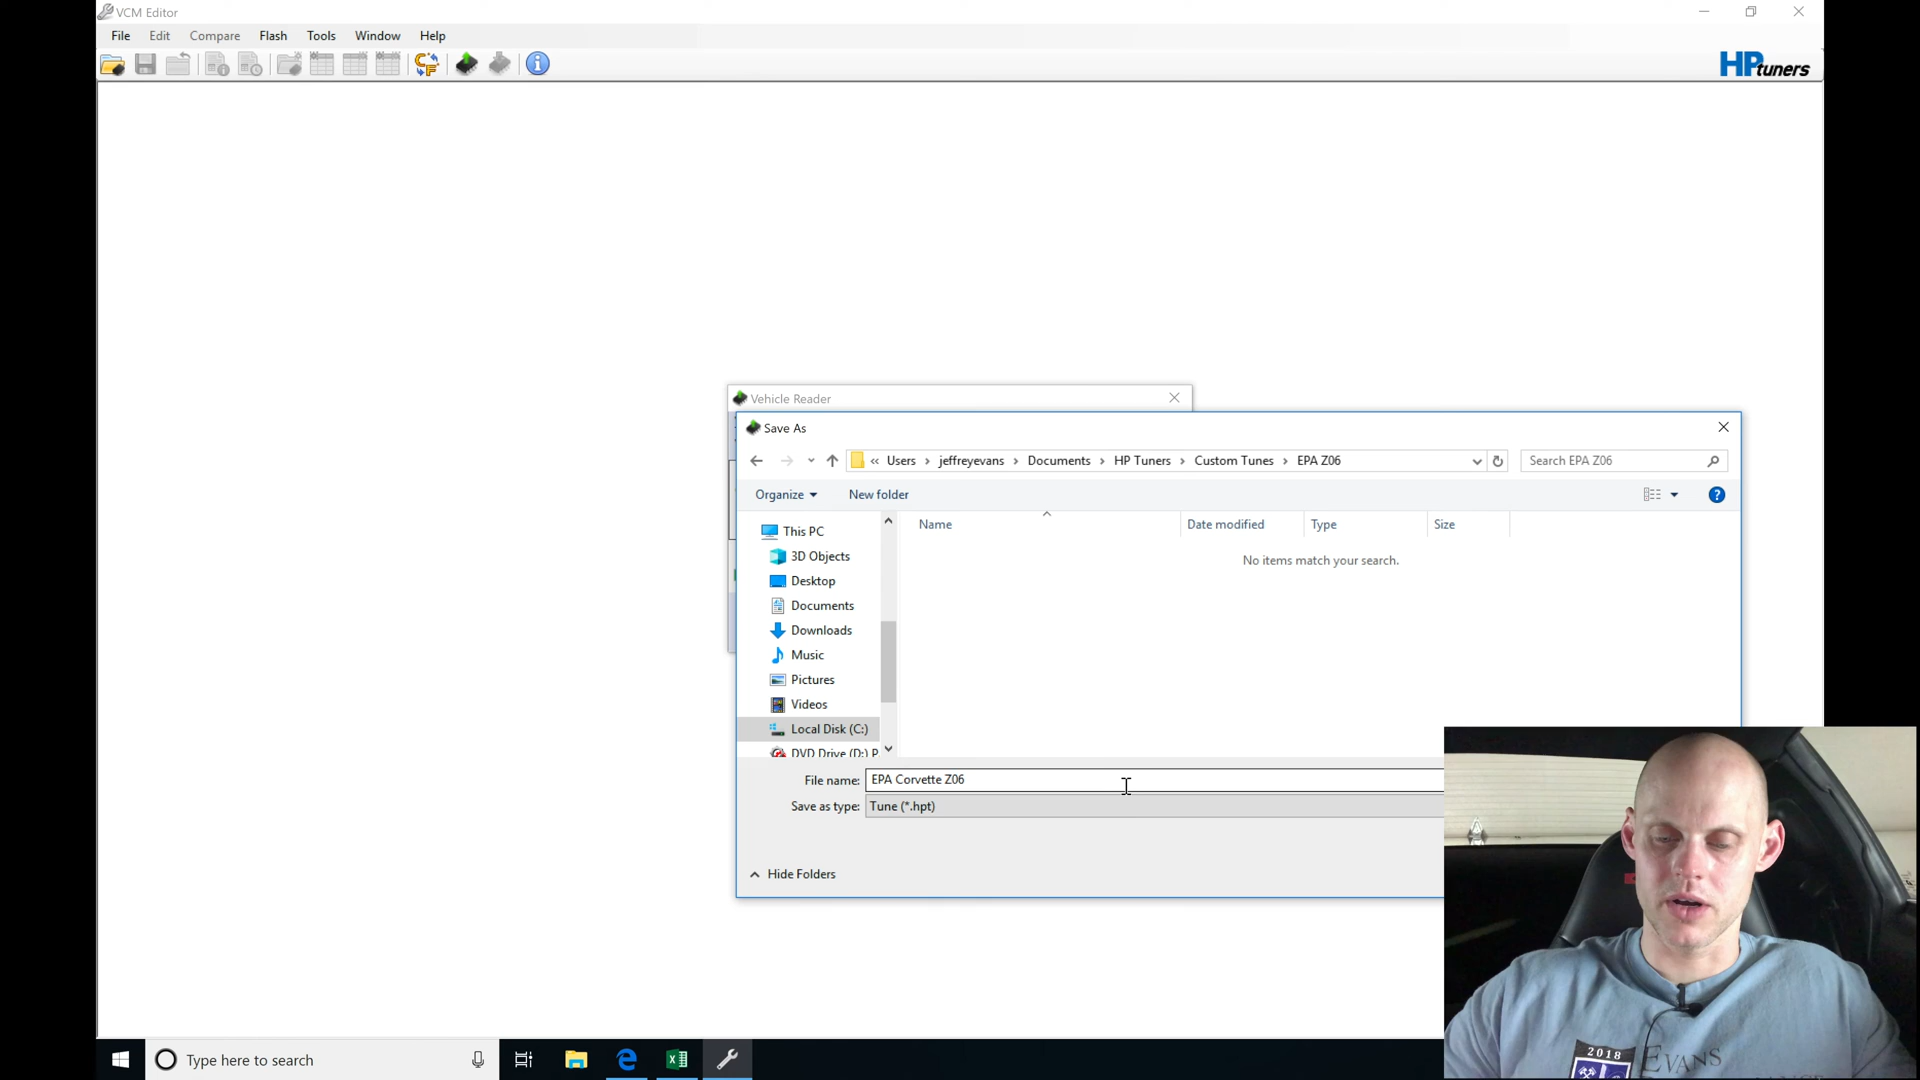 VCM Editor
File Edit Compare Flash Tools Window Help
HPtuners
Vehicle Reader
Save As
« Users › jeffreyevans › Documents › HP Tuners › Custom Tunes › EPA Z06
Search EPA Z06
Organize New folder
Name Date modified Type Size
No items match your search.
This PC
3D Objects
Desktop
Documents
Downloads
Music
Pictures
Videos
Local Disk (C:)
DVD Drive (D:) P
File name: EPA Corvette Z06
Save as type: Tune (*.hpt)
Hide Folders
2018 EVANS
Type here to search